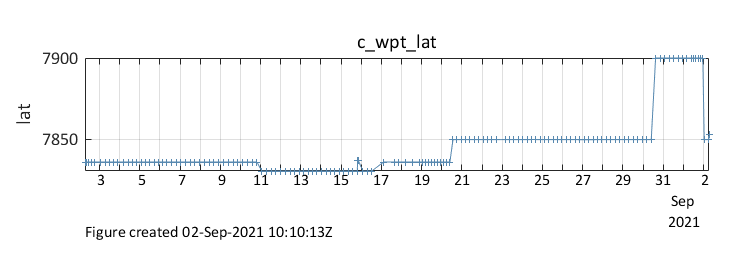 c_wpt_lat
7900
lat
7850
3 5 7 9 11 13 15 17 19 21 23 25 27 29 31 2
Sep
2021
Figure created 02-Sep-2021 10:10:13Z